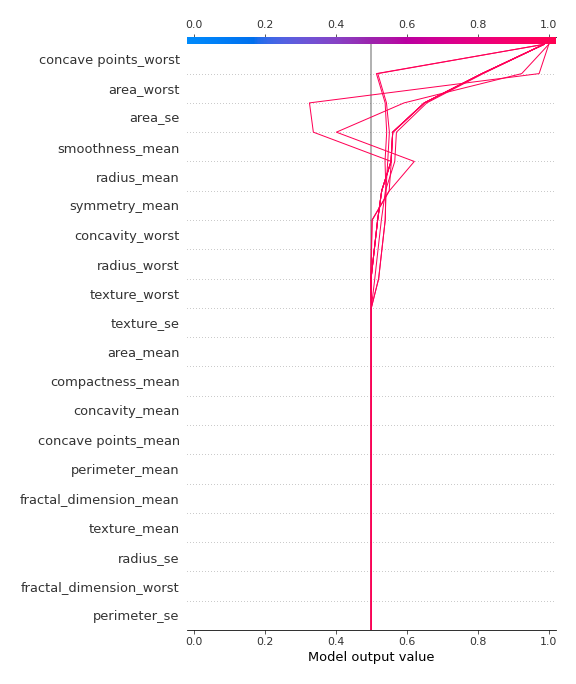 0.0 0.2 0.4 0.6 0.8 1.0
concave points_worst
area_worst
area_se
smoothness_mean
radius_mean
symmetry_mean
concavity_worst
radius_worst
texture_worst
texture_se
area_mean
compactness_mean
concavity_mean
concave points_mean
perimeter_mean
fractal_dimension_mean
texture_mean
radius_se
fractal_dimension_worst
perimeter_se
0.0 0.2 0.4 0.6 0.8 1.0
Model output value